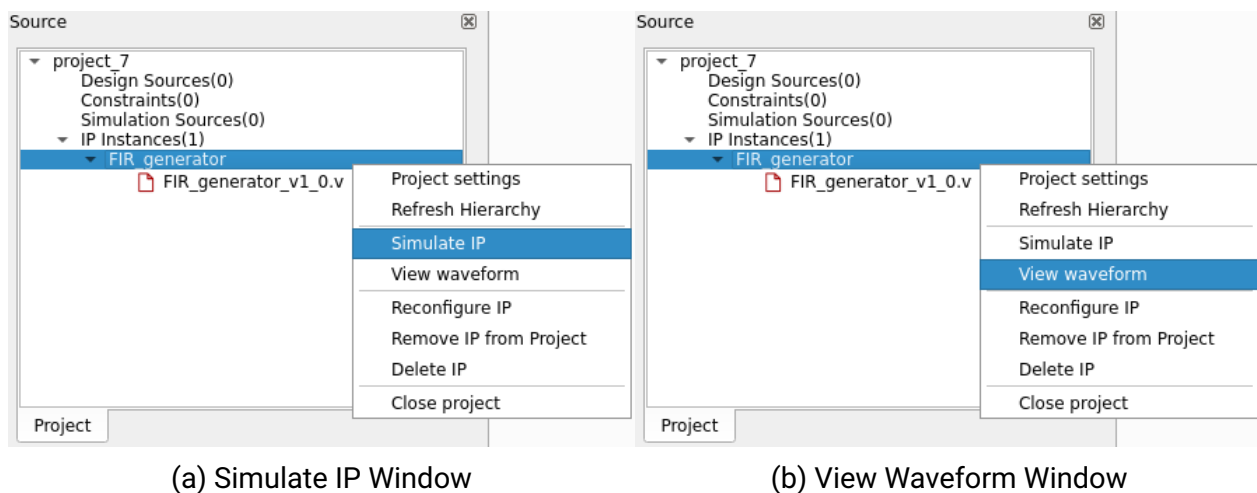 Source
project_7
Design Sources(0)
Constraints(0)
Simulation Sources(0)
IP Instances(1)
FIR_generator
FIR_generator_v1_0.v
Project settings
Refresh Hierarchy
Simulate IP
View waveform
Reconfigure IP
Remove IP from Project
Delete IP
Close project
Project
(a) Simulate IP Window
Source
project_7
Design Sources(0)
Constraints(0)
Simulation Sources(0)
IP Instances(1)
FIR_generator
FIR_generator_v1_0.v
Project settings
Refresh Hierarchy
Simulate IP
View waveform
Reconfigure IP
Remove IP from Project
Delete IP
Close project
Project
(b) View Waveform Window